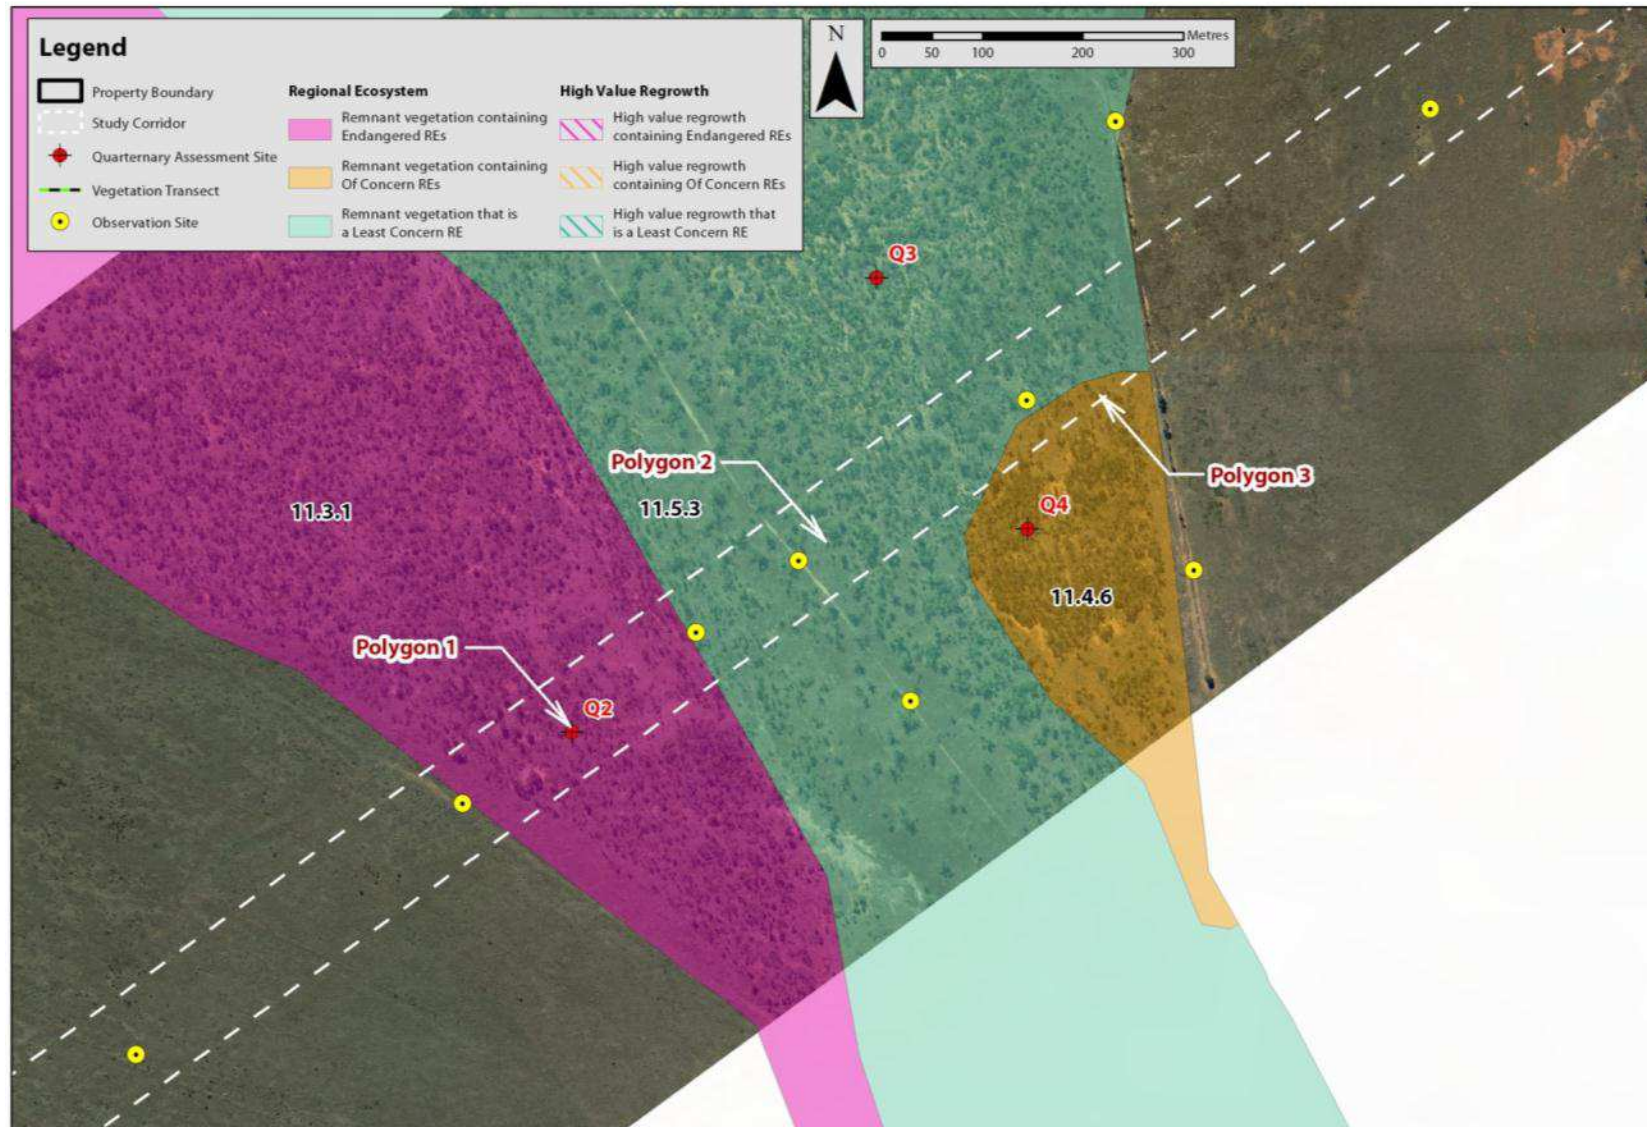 Legend
Property Boundary
Study Corridor
Quarternary Assessment Site
Vegetation Transect
Observation Site
Regional Ecosystem
Remnant vegetation containing
Endangered REs
Remnant vegetation containing
Of Concern REs
Remnant vegetation that is
a Least Concern RE
High Value Regrowth
High value regrowth
containing Endangered REs
High value regrowth
containing Of Concern REs
High value regrowth that
is a Least Concern RE
N
Metres
0 50 100 200 300
Q3
Polygon 2
Polygon 3
11.3.1
11.5.3
Q4
11.4.6
Polygon 1
Q2